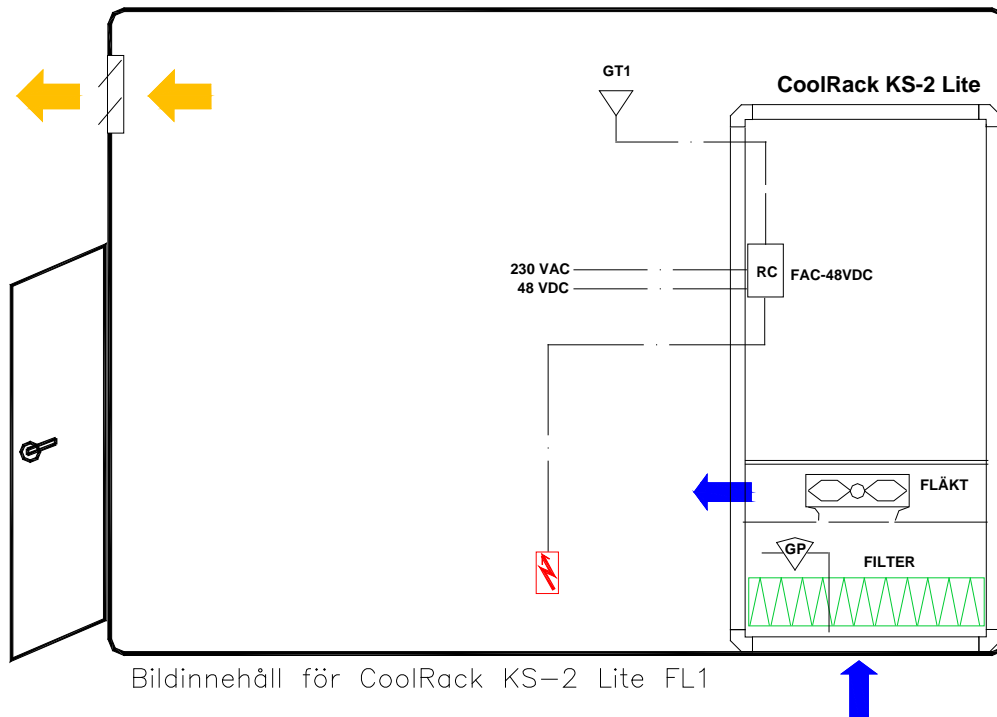 GT1
CoolRack KS-2 Lite
230 VAC
48 VDC
RC
FAC-48VDC
FLÄKT
GP
FILTER
Bildinnehåll för CoolRack KS-2 Lite FL1